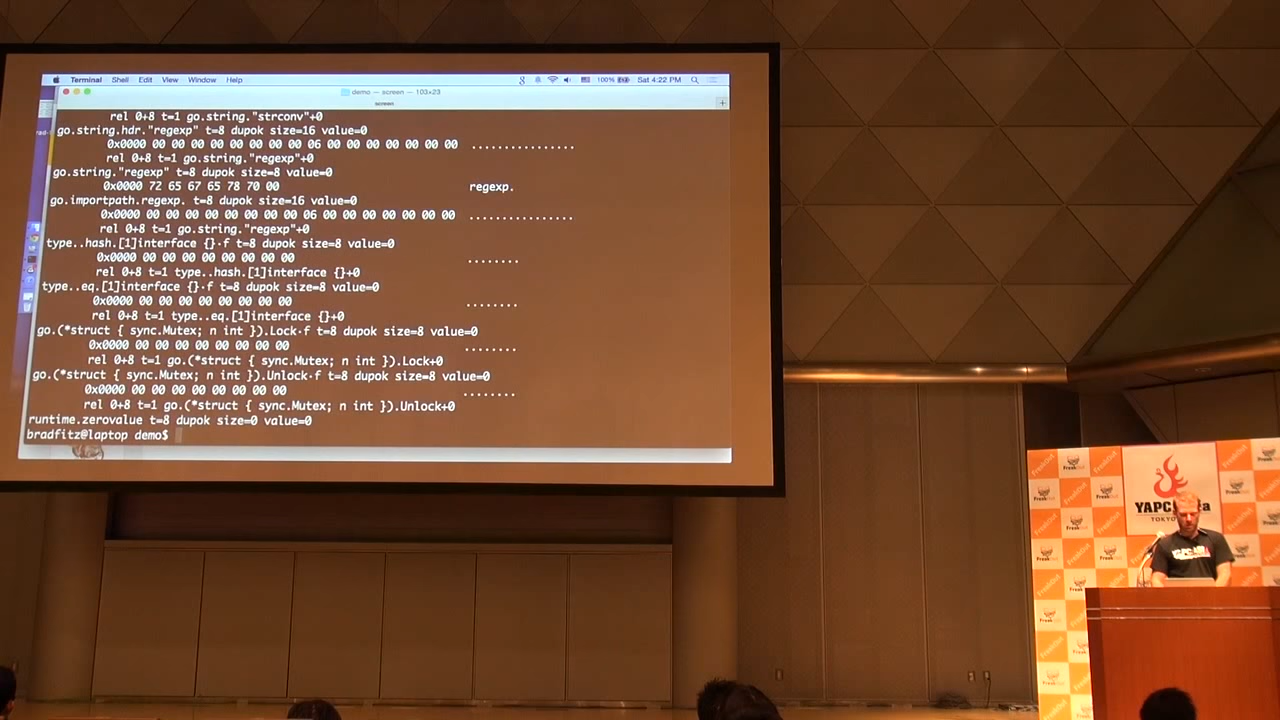 Terminal Shell Edit View Window Help 100% Sat 4:22 PM
demo — screen — 103×23
screen
rel 0+8 t=1 go.string."strconv"+0
go.string.hdr."regexp" t=8 dupok size=16 value=0
0x0000 00 00 00 00 00 00 00 00 06 00 00 00 00 00 00 00 ................
rel 0+8 t=1 go.string."regexp"+0
go.string."regexp" t=8 dupok size=8 value=0
0x0000 72 65 67 65 78 70 00 regexp.
go.importpath.regexp. t=8 dupok size=16 value=0
0x0000 00 00 00 00 00 00 00 00 06 00 00 00 00 00 00 00 ................
rel 0+8 t=1 go.string."regexp"+0
type..hash.[1]interface {}·f t=8 dupok size=8 value=0
0x0000 00 00 00 00 00 00 00 00 ........
rel 0+8 t=1 type..hash.[1]interface {}+0
type..eq.[1]interface {}·f t=8 dupok size=8 value=0
0x0000 00 00 00 00 00 00 00 00 ........
rel 0+8 t=1 type..eq.[1]interface {}+0
go.(*struct { sync.Mutex; n int }).Lock·f t=8 dupok size=8 value=0
0x0000 00 00 00 00 00 00 00 00 ........
rel 0+8 t=1 go.(*struct { sync.Mutex; n int }).Lock+0
go.(*struct { sync.Mutex; n int }).Unlock·f t=8 dupok size=8 value=0
0x0000 00 00 00 00 00 00 00 00 ........
rel 0+8 t=1 go.(*struct { sync.Mutex; n int }).Unlock+0
runtime.zerovalue t=8 dupok size=0 value=0
bradfitz@laptop demo$
FreakOut
YAPC
TOKYO